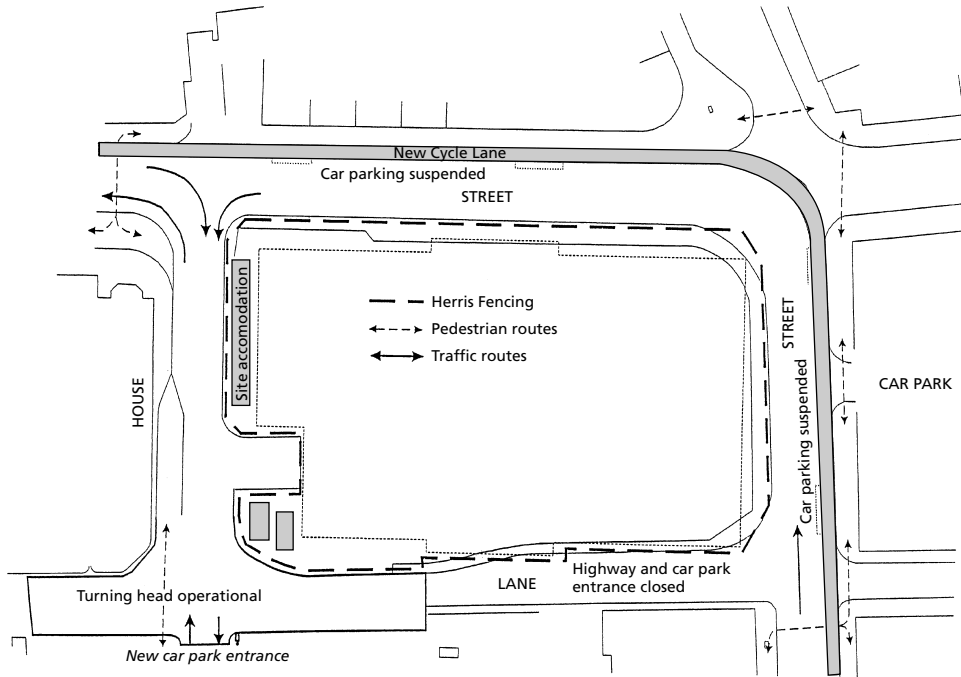 New Cycle Lane
Car parking suspended
STREET
Site accomodation
Herris Fencing
Pedestrian routes
Traffic routes
STREET
HOUSE
CAR PARK
Car parking suspended
LANE
Highway and car park
entrance closed
Turning head operational
New car park entrance